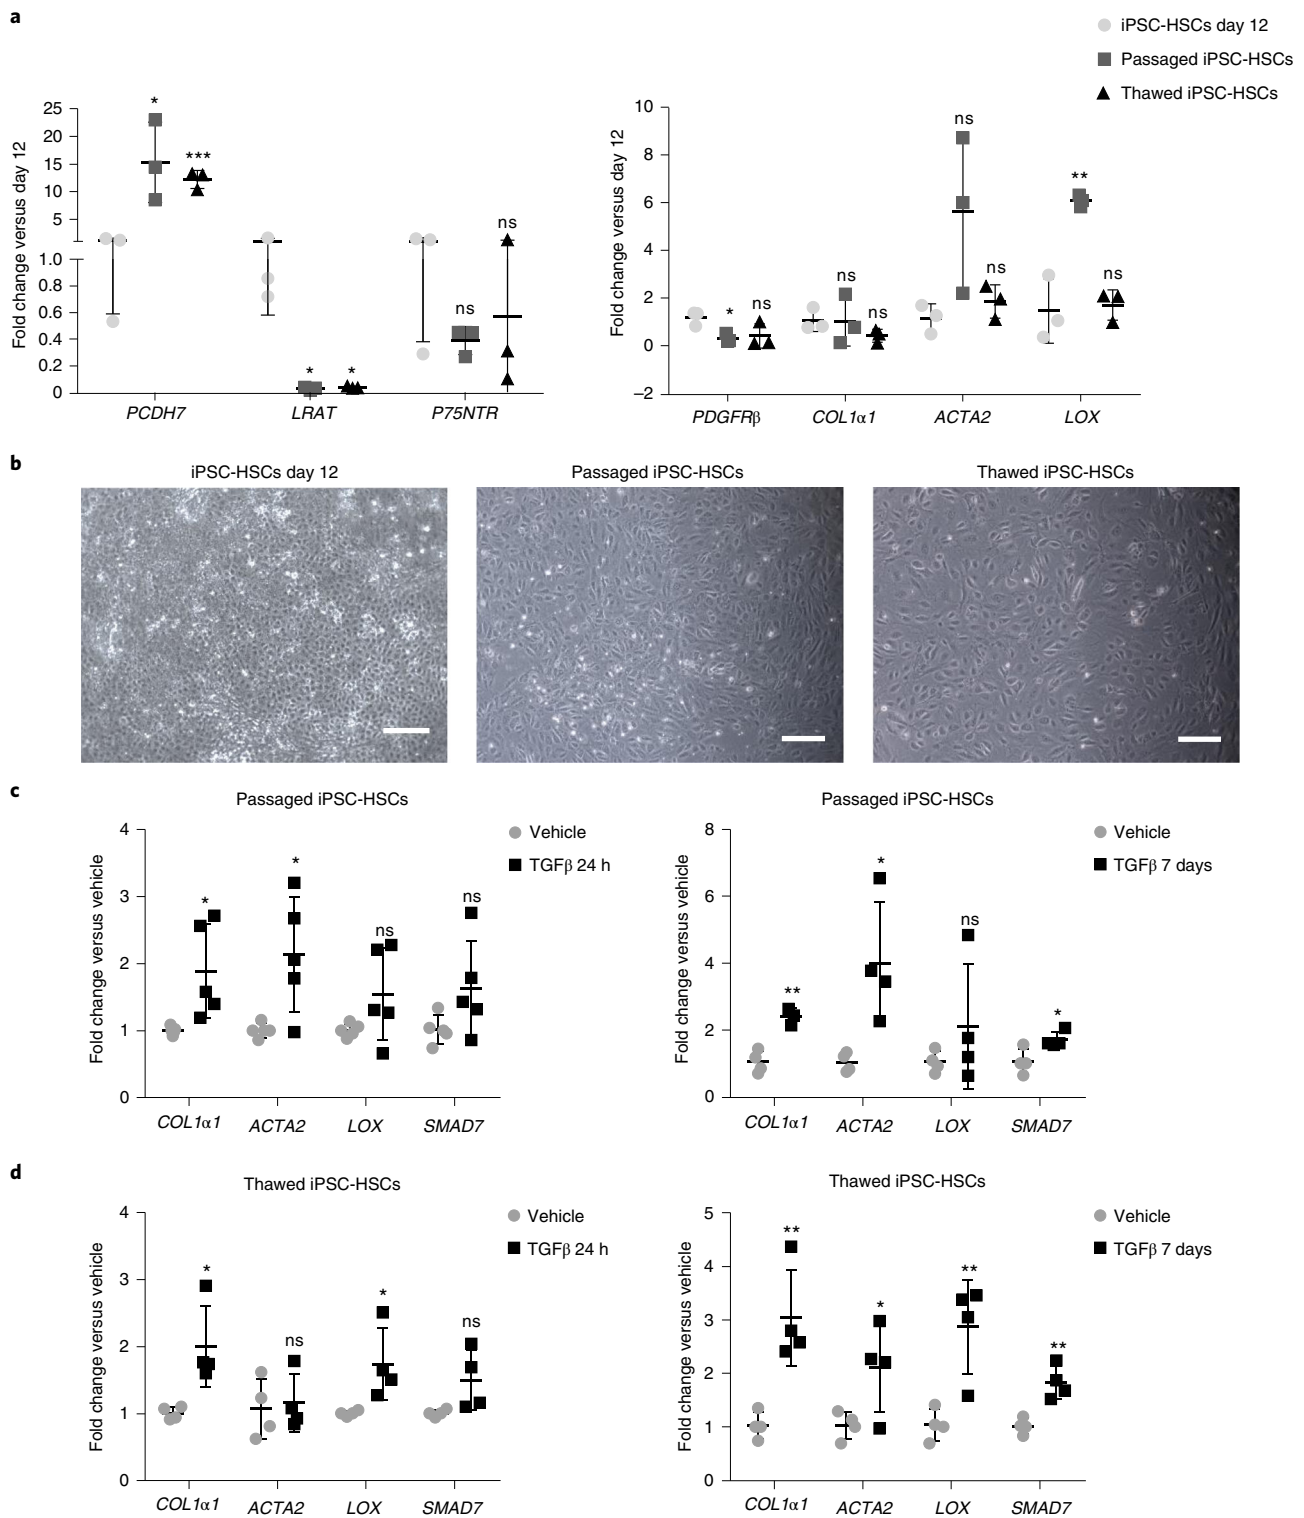 a
iPSC-HSCs day 12
Passaged iPSC-HSCs
Thawed iPSC-HSCs
Fold change versus day 12
25
20
15
10
5
1.0
0.8
0.6
0.4
0.2
0
*
***
*
*
ns
ns
PCDH7 LRAT P75NTR
Fold change versus day 12
10
8
6
4
2
0
–2
*
ns
ns
ns
ns
ns
**
ns
PDGFRβ COL1α1 ACTA2 LOX
b
iPSC-HSCs day 12
Passaged iPSC-HSCs
Thawed iPSC-HSCs
c
Passaged iPSC-HSCs
Vehicle
TGFβ 24 h
Fold change versus vehicle
4
3
2
1
0
*
*
ns
ns
COL1α1 ACTA2 LOX SMAD7
Passaged iPSC-HSCs
Vehicle
TGFβ 7 days
Fold change versus vehicle
8
6
4
2
0
**
*
ns
*
COL1α1 ACTA2 LOX SMAD7
d
Thawed iPSC-HSCs
Vehicle
TGFβ 24 h
Fold change versus vehicle
4
3
2
1
0
*
ns
*
ns
COL1α1 ACTA2 LOX SMAD7
Thawed iPSC-HSCs
Vehicle
TGFβ 7 days
Fold change versus vehicle
5
4
3
2
1
0
**
*
**
**
COL1α1 ACTA2 LOX SMAD7